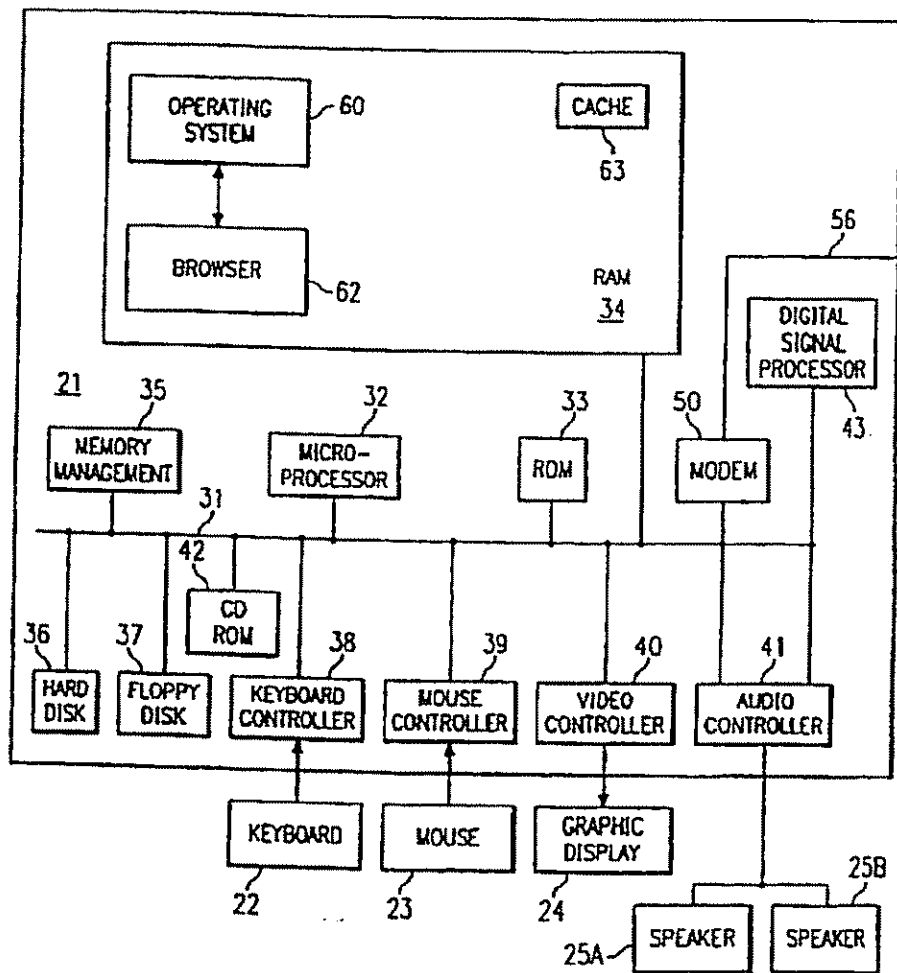 OPERATING
SYSTEM
60
CACHE
63
BROWSER
62
RAM
34
56
DIGITAL
SIGNAL
PROCESSOR
43
21
35
MEMORY
MANAGEMENT
32
MICRO-
PROCESSOR
33
ROM
50
MODEM
31
42
CD
ROM
36
HARD
DISK
37
FLOPPY
DISK
38
KEYBOARD
CONTROLLER
39
MOUSE
CONTROLLER
40
VIDEO
CONTROLLER
41
AUDIO
CONTROLLER
KEYBOARD
22
MOUSE
23
GRAPHIC
DISPLAY
24
25A
SPEAKER
25B
SPEAKER